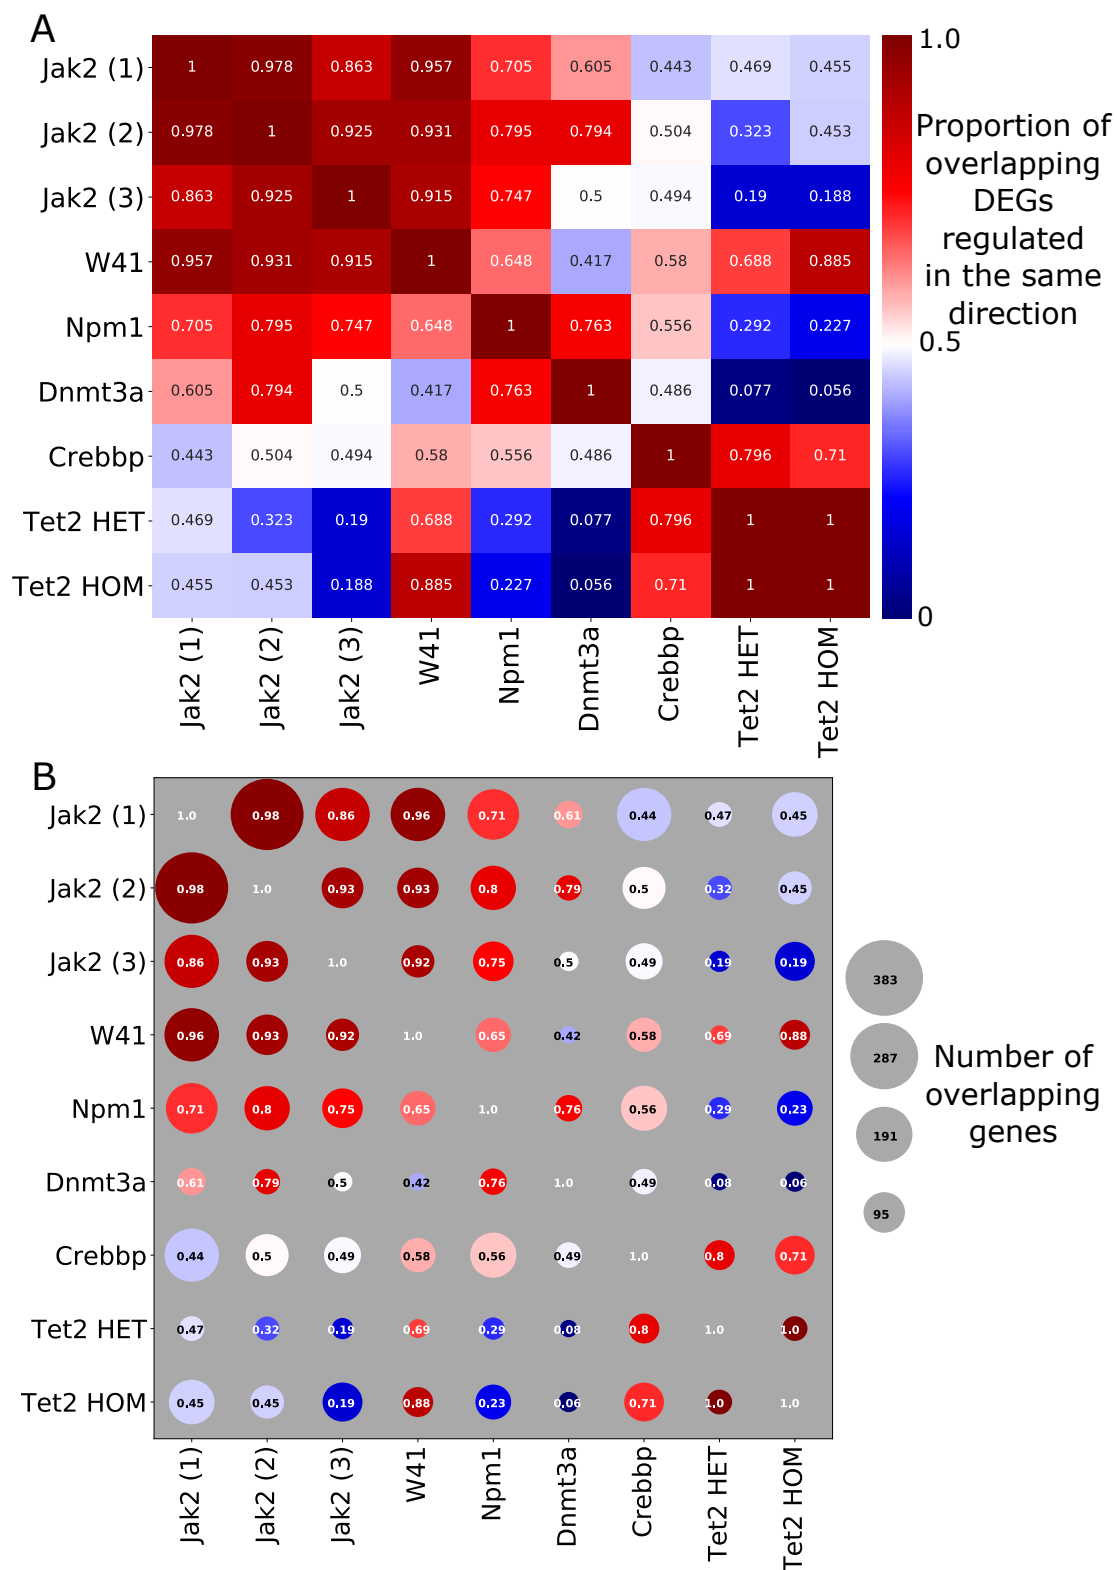 A
Jak2 (1) 1 0.978 0.863 0.957 0.705 0.605 0.443 0.469 0.455
Jak2 (2) 0.978 1 0.925 0.931 0.795 0.794 0.504 0.323 0.453
Jak2 (3) 0.863 0.925 1 0.915 0.747 0.5 0.494 0.19 0.188
W41 0.957 0.931 0.915 1 0.648 0.417 0.58 0.688 0.885
Npm1 0.705 0.795 0.747 0.648 1 0.763 0.556 0.292 0.227
Dnmt3a 0.605 0.794 0.5 0.417 0.763 1 0.486 0.077 0.056
Crebbp 0.443 0.504 0.494 0.58 0.556 0.486 1 0.796 0.71
Tet2 HET 0.469 0.323 0.19 0.688 0.292 0.077 0.796 1 1
Tet2 HOM 0.455 0.453 0.188 0.885 0.227 0.056 0.71 1 1
Jak2 (1) Jak2 (2) Jak2 (3) W41 Npm1 Dnmt3a Crebbp Tet2 HET Tet2 HOM
1.0
0.5
0
Proportion of
overlapping
DEGs
regulated
in the same
direction
B
Jak2 (1) 1.0 0.98 0.86 0.96 0.71 0.61 0.44 0.47 0.45
Jak2 (2) 0.98 1.0 0.93 0.93 0.8 0.79 0.5 0.32 0.45
Jak2 (3) 0.86 0.93 1.0 0.92 0.75 0.5 0.49 0.19 0.19
W41 0.96 0.93 0.92 1.0 0.65 0.42 0.58 0.69 0.88
Npm1 0.71 0.8 0.75 0.65 1.0 0.76 0.56 0.29 0.23
Dnmt3a 0.61 0.79 0.5 0.42 0.76 1.0 0.49 0.08 0.06
Crebbp 0.44 0.5 0.49 0.58 0.56 0.49 1.0 0.8 0.71
Tet2 HET 0.47 0.32 0.19 0.69 0.29 0.08 0.8 1.0 1.0
Tet2 HOM 0.45 0.45 0.19 0.88 0.23 0.06 0.71 1.0 1.0
Jak2 (1) Jak2 (2) Jak2 (3) W41 Npm1 Dnmt3a Crebbp Tet2 HET Tet2 HOM
383
287
191
95
Number of
overlapping
genes